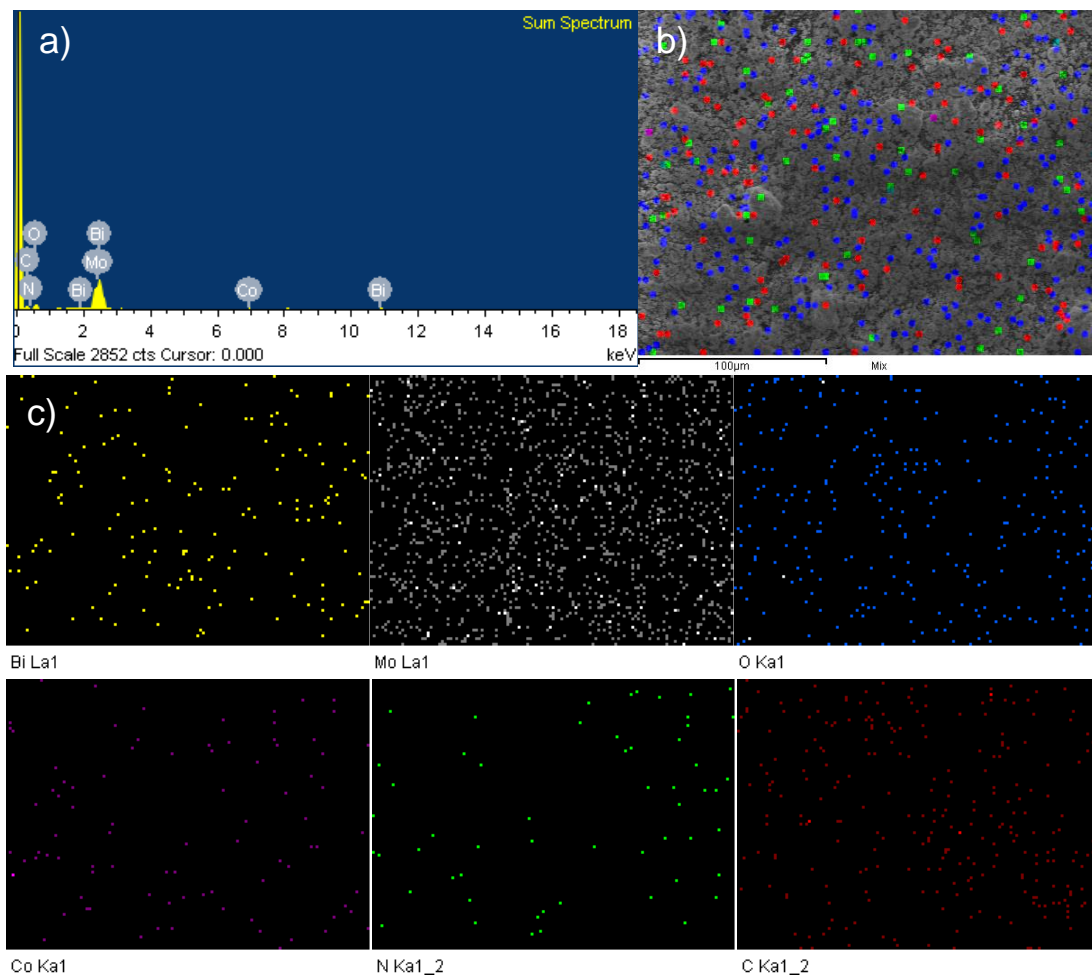 a)
Sum Spectrum
b)
O
Bi
C
Mo
N
Bi
Co
Bi
0 2 4 6 8 10 12 14 16 18
Full Scale 2852 cts Cursor: 0.000
keV
100µm
Mix
c)
Bi La1
Mo La1
O Ka1
Co Ka1
N Ka1_2
C Ka1_2